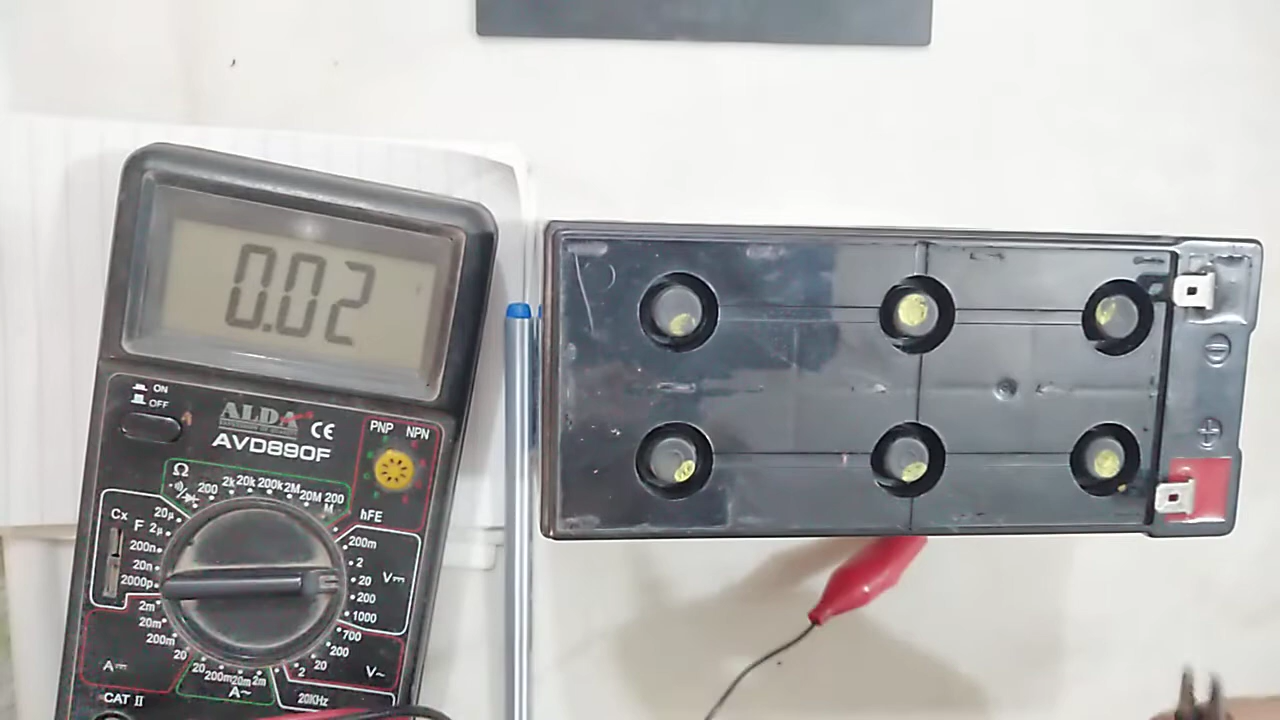 0.02
ON
OFF
ALDA
CE
AVD890F
PNP NPN
Ω
200 2k 20k 200k 2M 20M 200M
hFE
Cx F
20µ
2µ
200n
20n
2000p
2m
20m
200m
20
A
200m
2
20
200
1000
V
700
200
20
2
V~
20 200m 20m 2m
A~
20KHz
CAT II
⊖
+